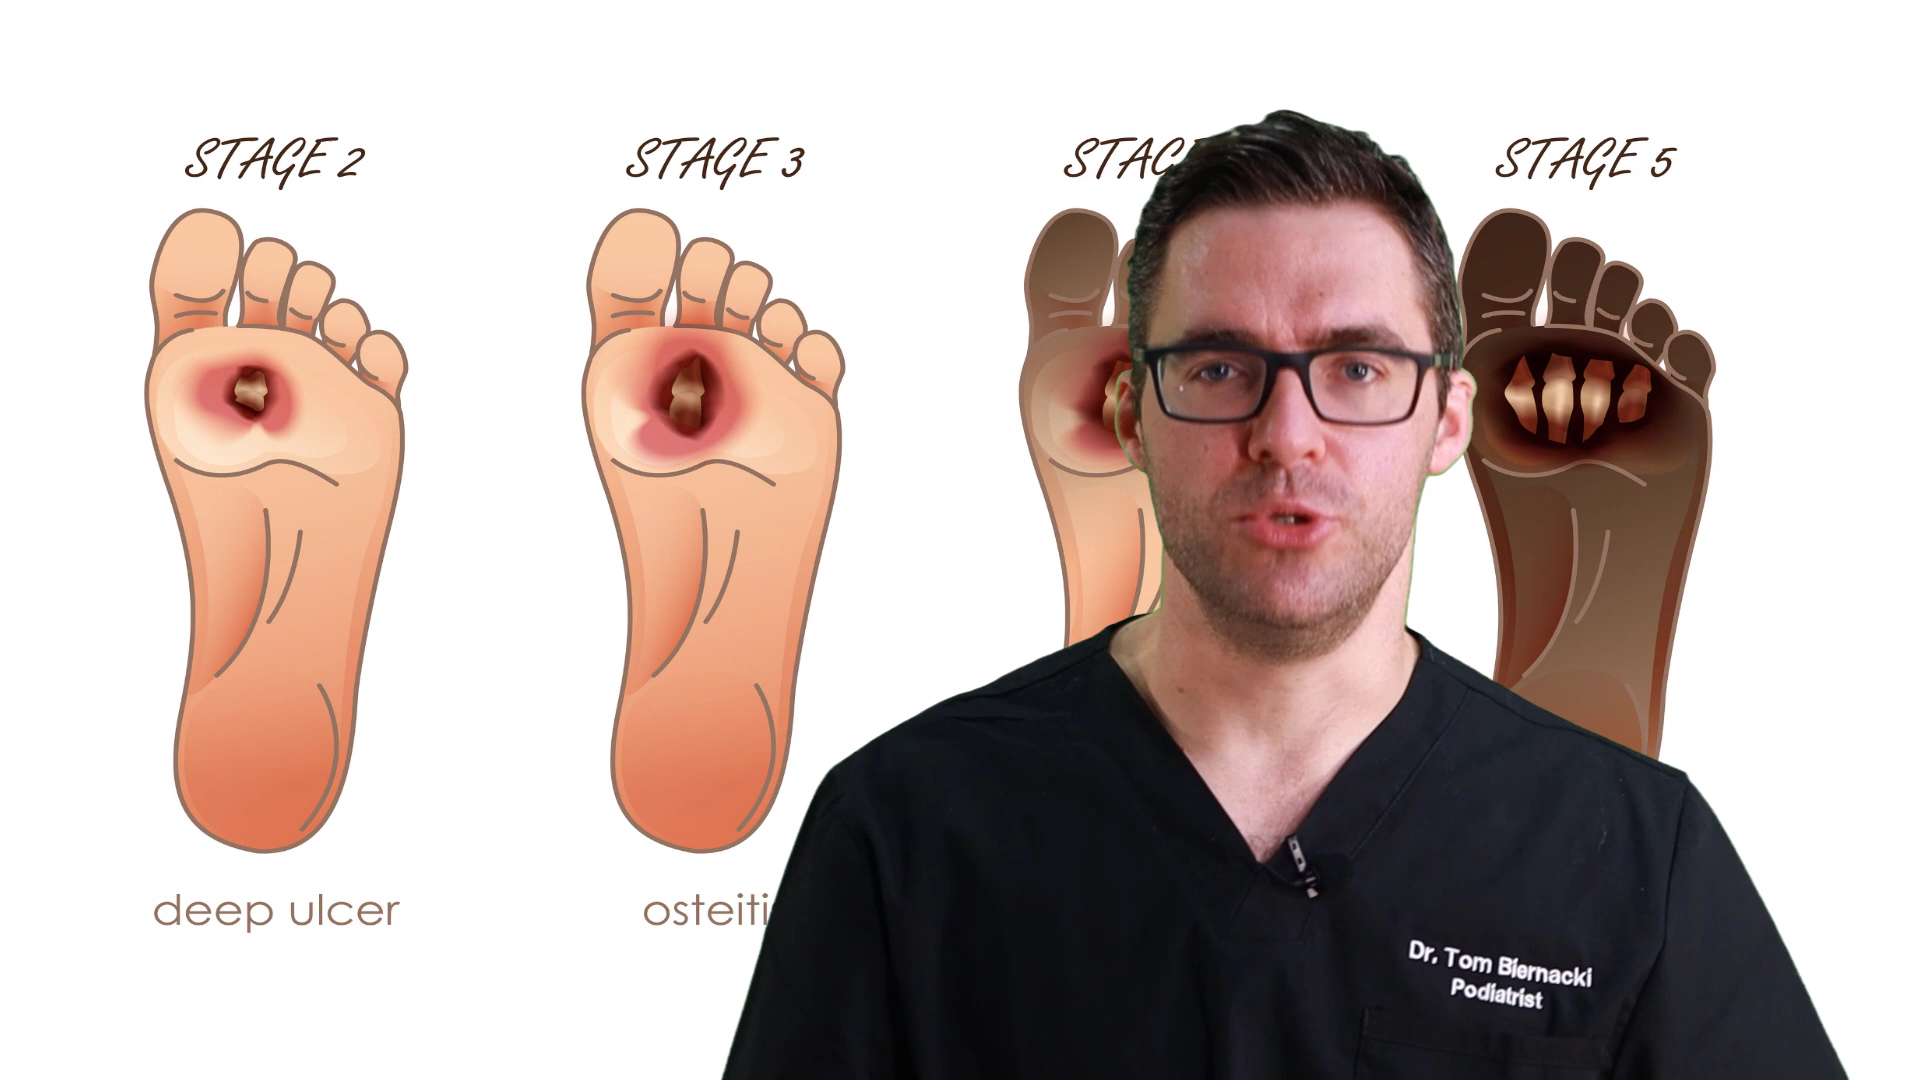 STAGE 2
STAGE 3
STAGE 5
deep ulcer
Dr. Tom Biernacki
Podiatrist